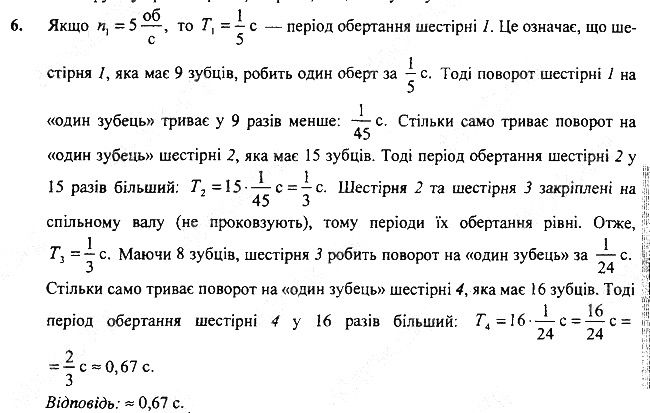 6. Якщо n₁ = 5 об/с, то T₁ = 1/5 с — період обертання шестірні 1. Це означає, що ше-
стірня 1, яка має 9 зубців, робить один оберт за 1/5 с. Тоді поворот шестірні 1 на
«один зубець» триває у 9 разів менше: 1/45 с. Стільки само триває поворот на
«один зубець» шестірні 2, яка має 15 зубців. Тоді період обертання шестірні 2 у
15 разів більший: T₂ = 15 · 1/45 с = 1/3 с. Шестірня 2 та шестірня 3 закріплені на
спільному валу (не проковзують), тому періоди їх обертання рівні. Отже,
T₃ = 1/3 с. Маючи 8 зубців, шестірня 3 робить поворот на «один зубець» за 1/24 с.
Стільки само триває поворот на «один зубець» шестірні 4, яка має 16 зубців. Тоді
період обертання шестірні 4 у 16 разів більший: T₄ = 16 · 1/24 с = 16/24 с =
= 2/3 с ≈ 0,67 с.
Відповідь: ≈ 0,67 с.